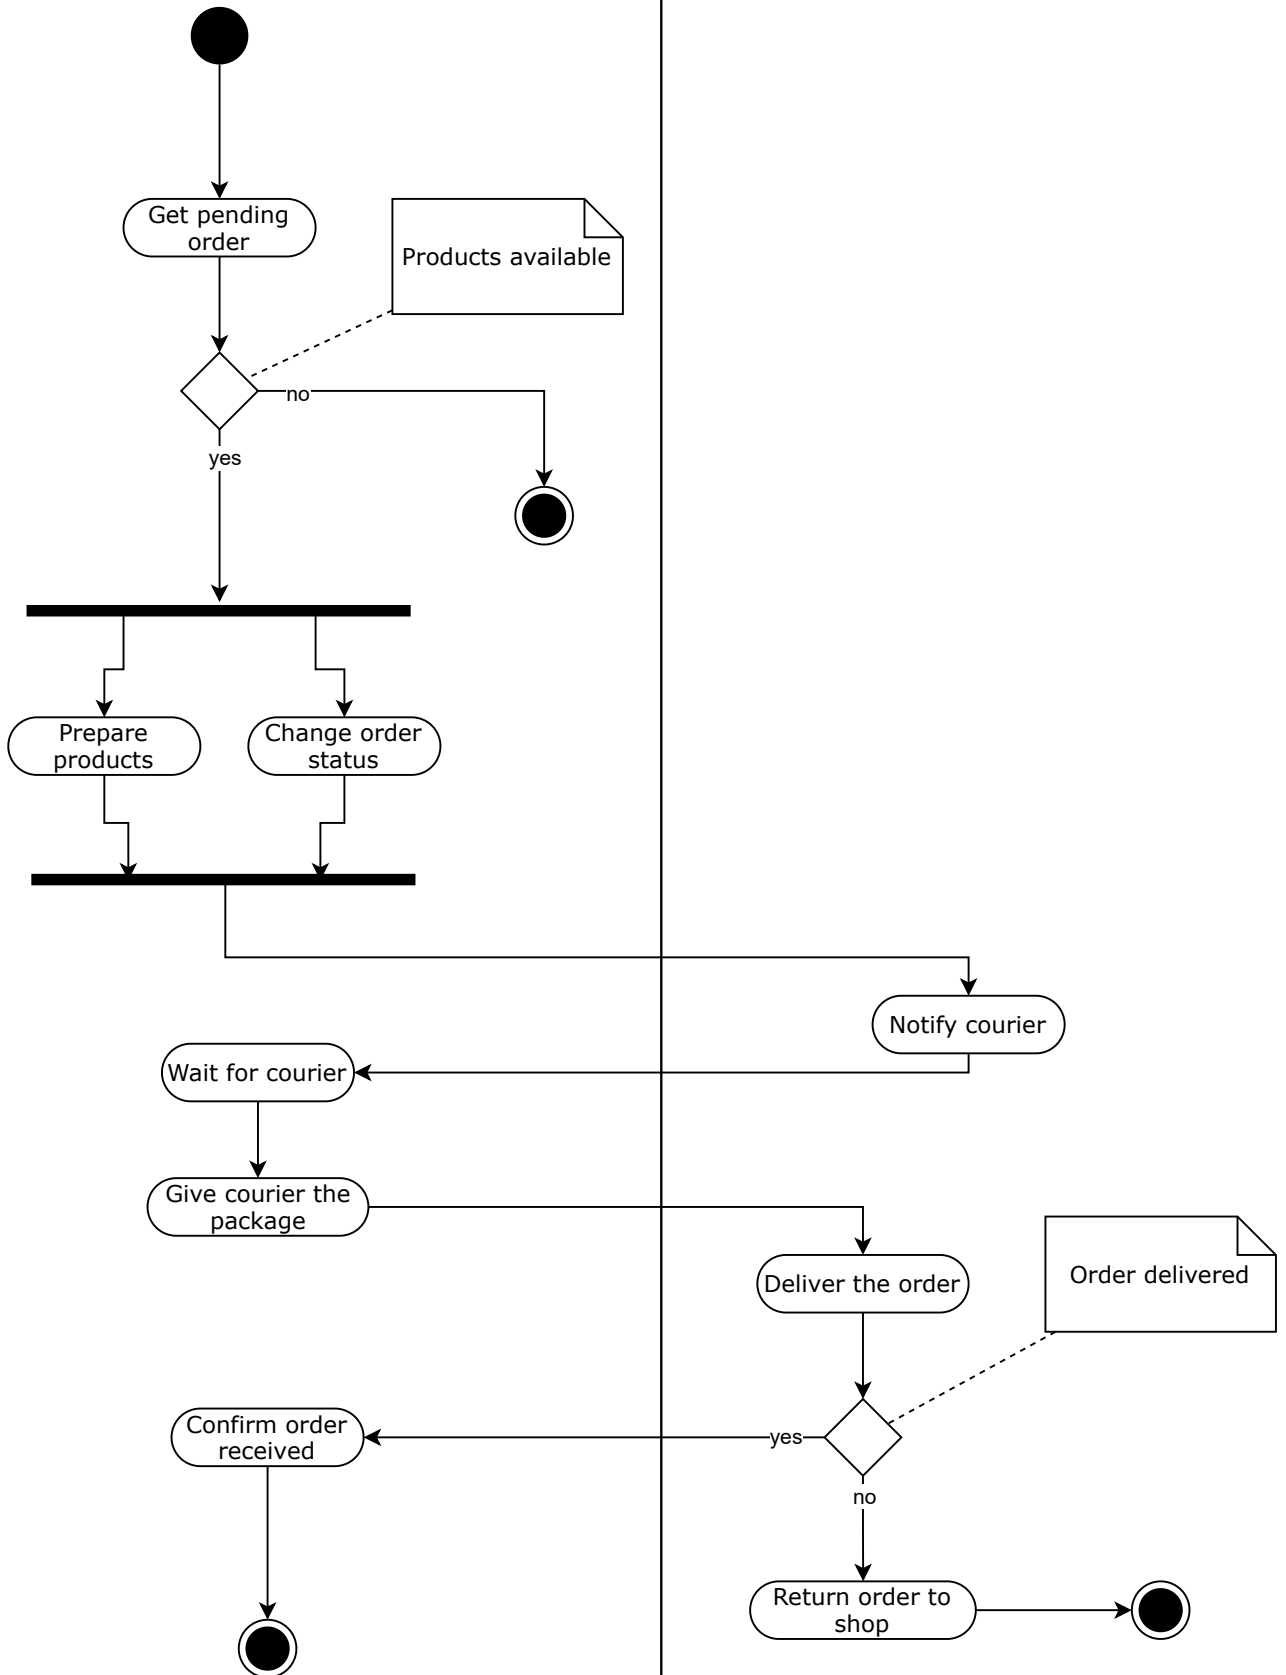 Get pending
order
Products available
no
yes
Prepare
products
Change order
status
Notify courier
Wait for courier
Give courier the
package
Deliver the order
Order delivered
Confirm order
received
yes
no
Return order to
shop